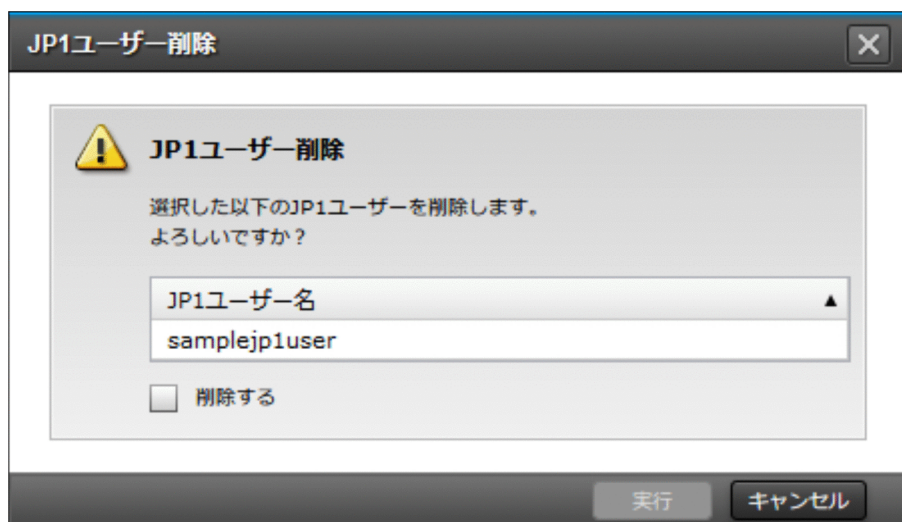 JP1ユーザー削除
JP1ユーザー削除
選択した以下のJP1ユーザーを削除します。
よろしいですか？
JP1ユーザー名 ▲
samplejp1user
削除する
実行 キャンセル